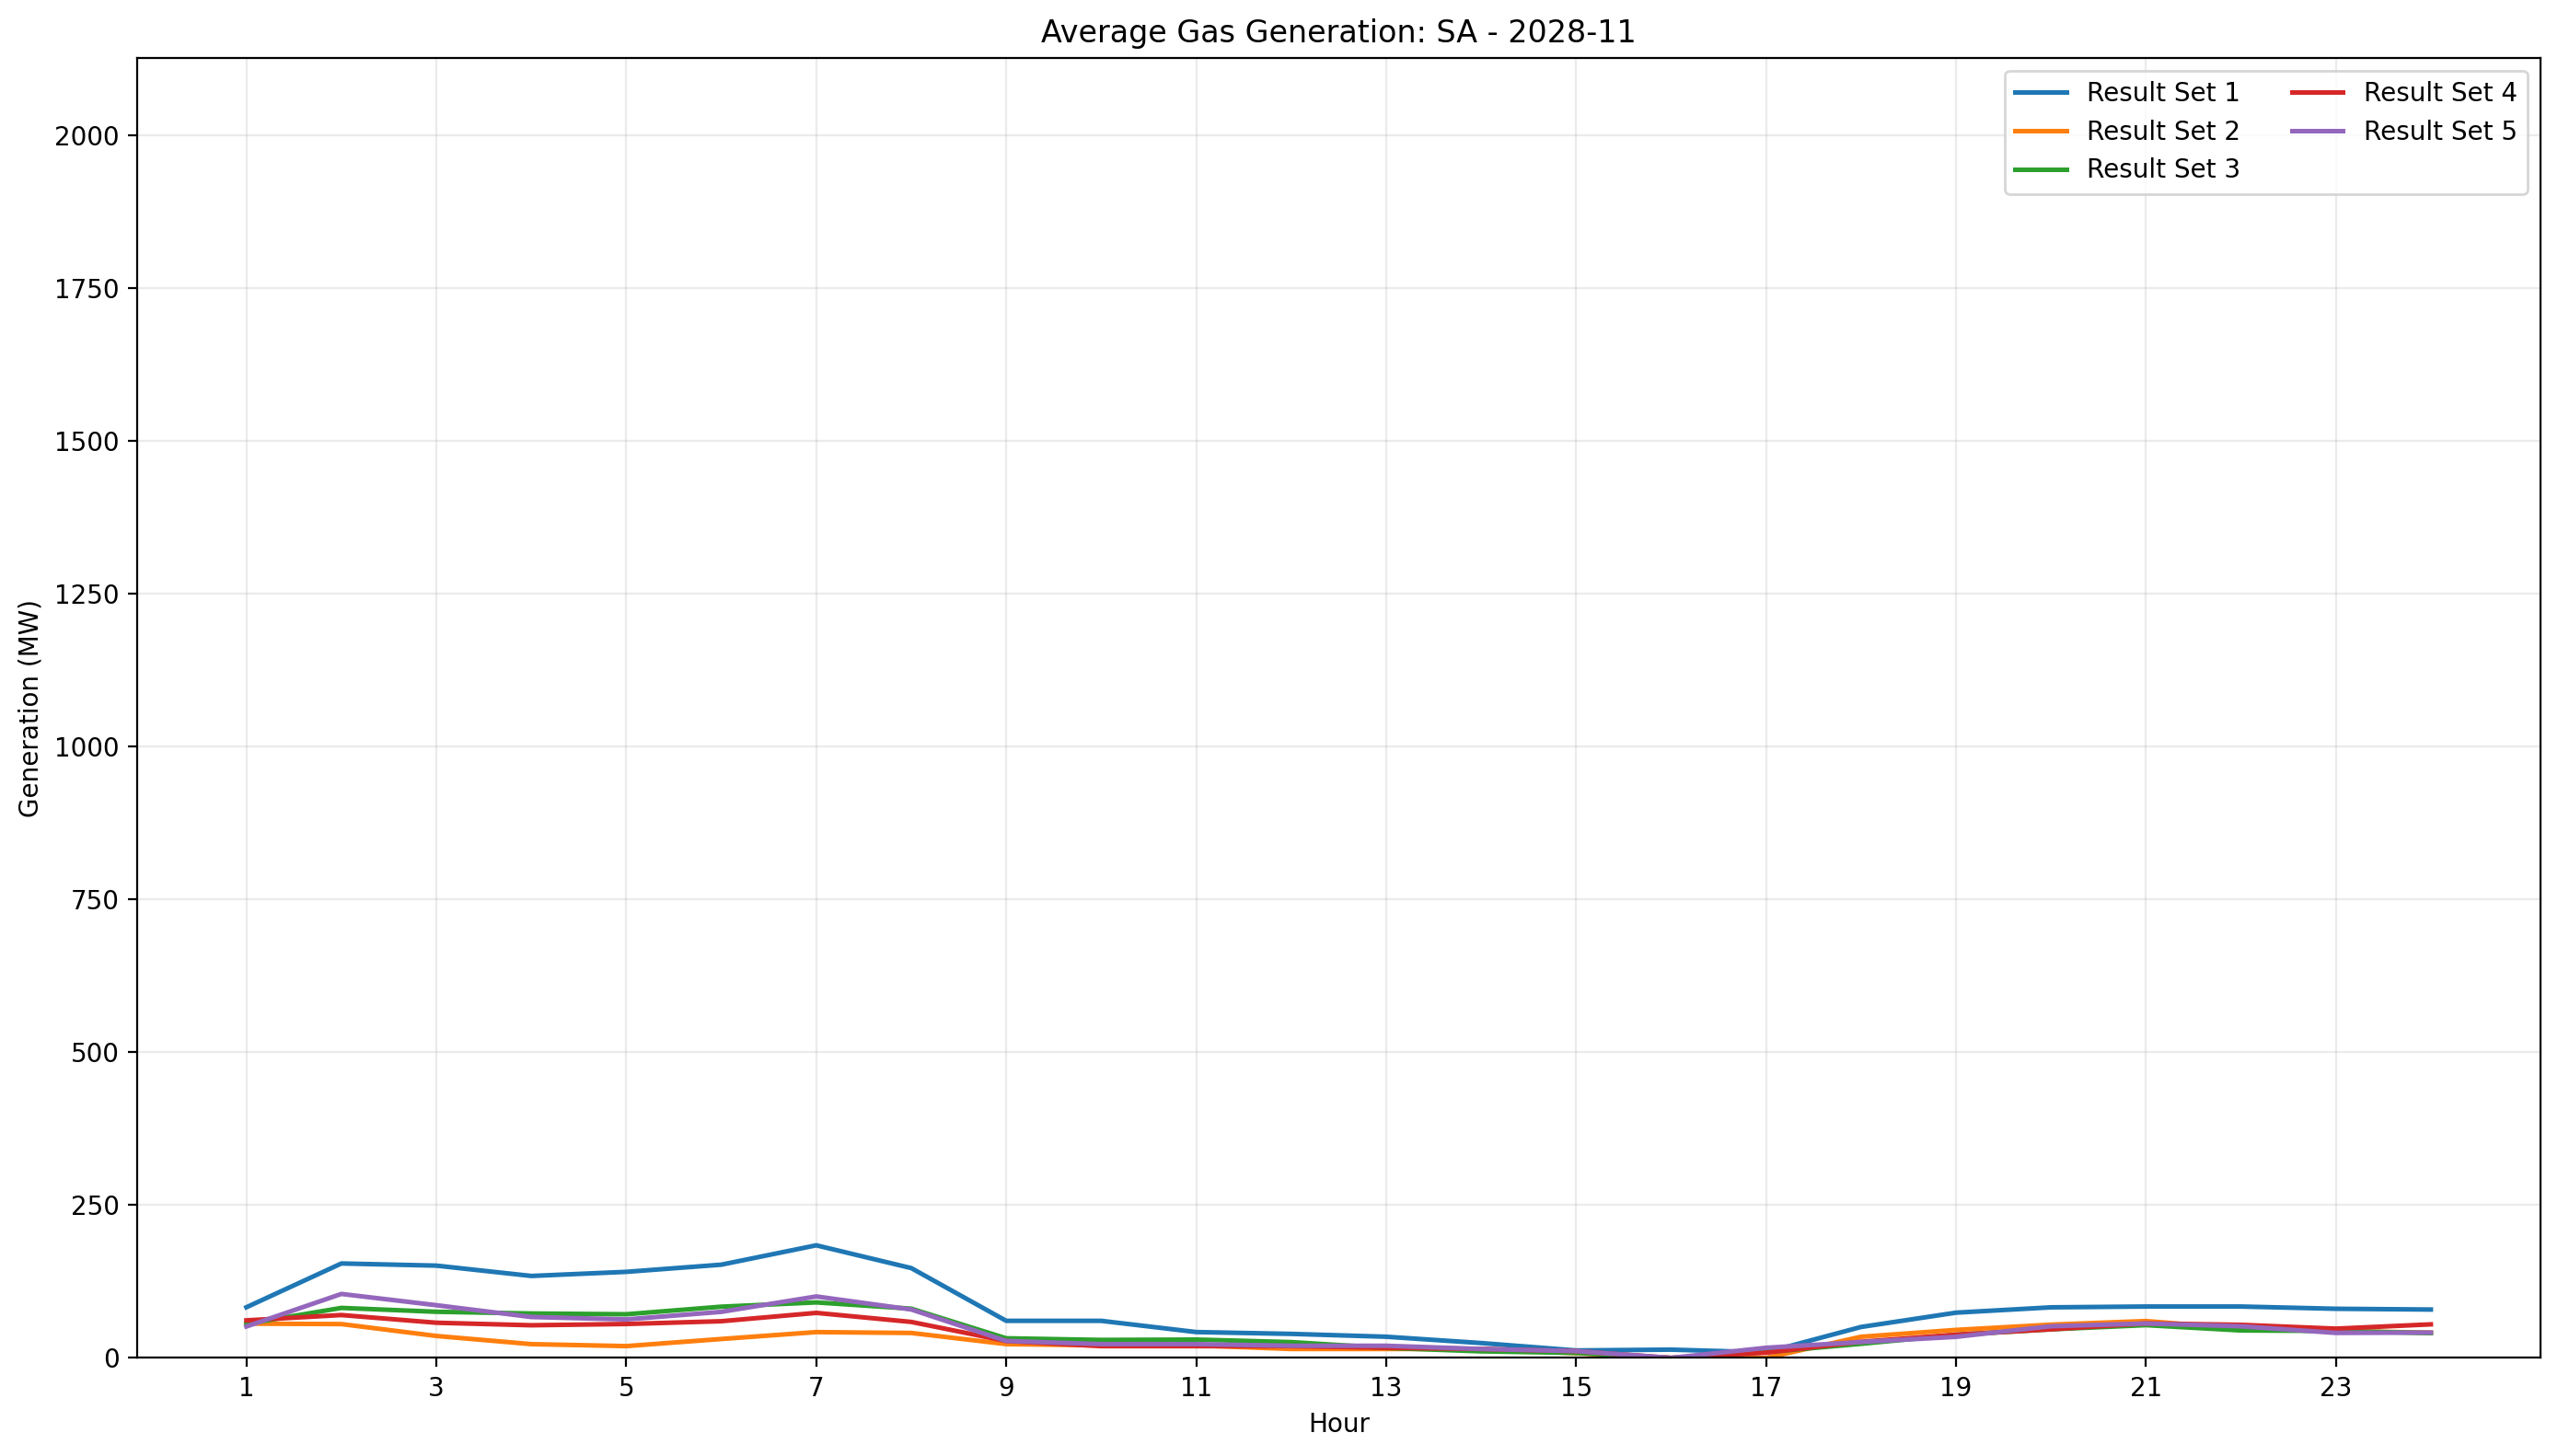 Average Gas Generation: SA - 2028-11
Result Set 1
Result Set 2
Result Set 3
Result Set 4
Result Set 5
Generation (MW)
2000
1750
1500
1250
1000
750
500
250
0
1 3 5 7 9 11 13 15 17 19 21 23
Hour